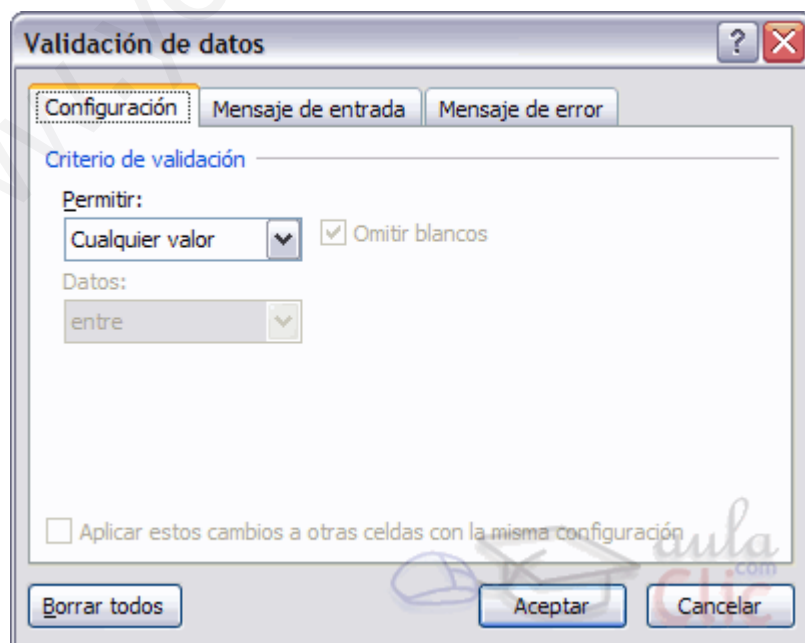 Validación de datos
Configuración
Mensaje de entrada
Mensaje de error
Criterio de validación
Permitir:
Cualquier valor
Omitir blancos
Datos:
entre
Aplicar estos cambios a otras celdas con la misma configuración
aula
Clic
.com
Borrar todos
Aceptar
Cancelar